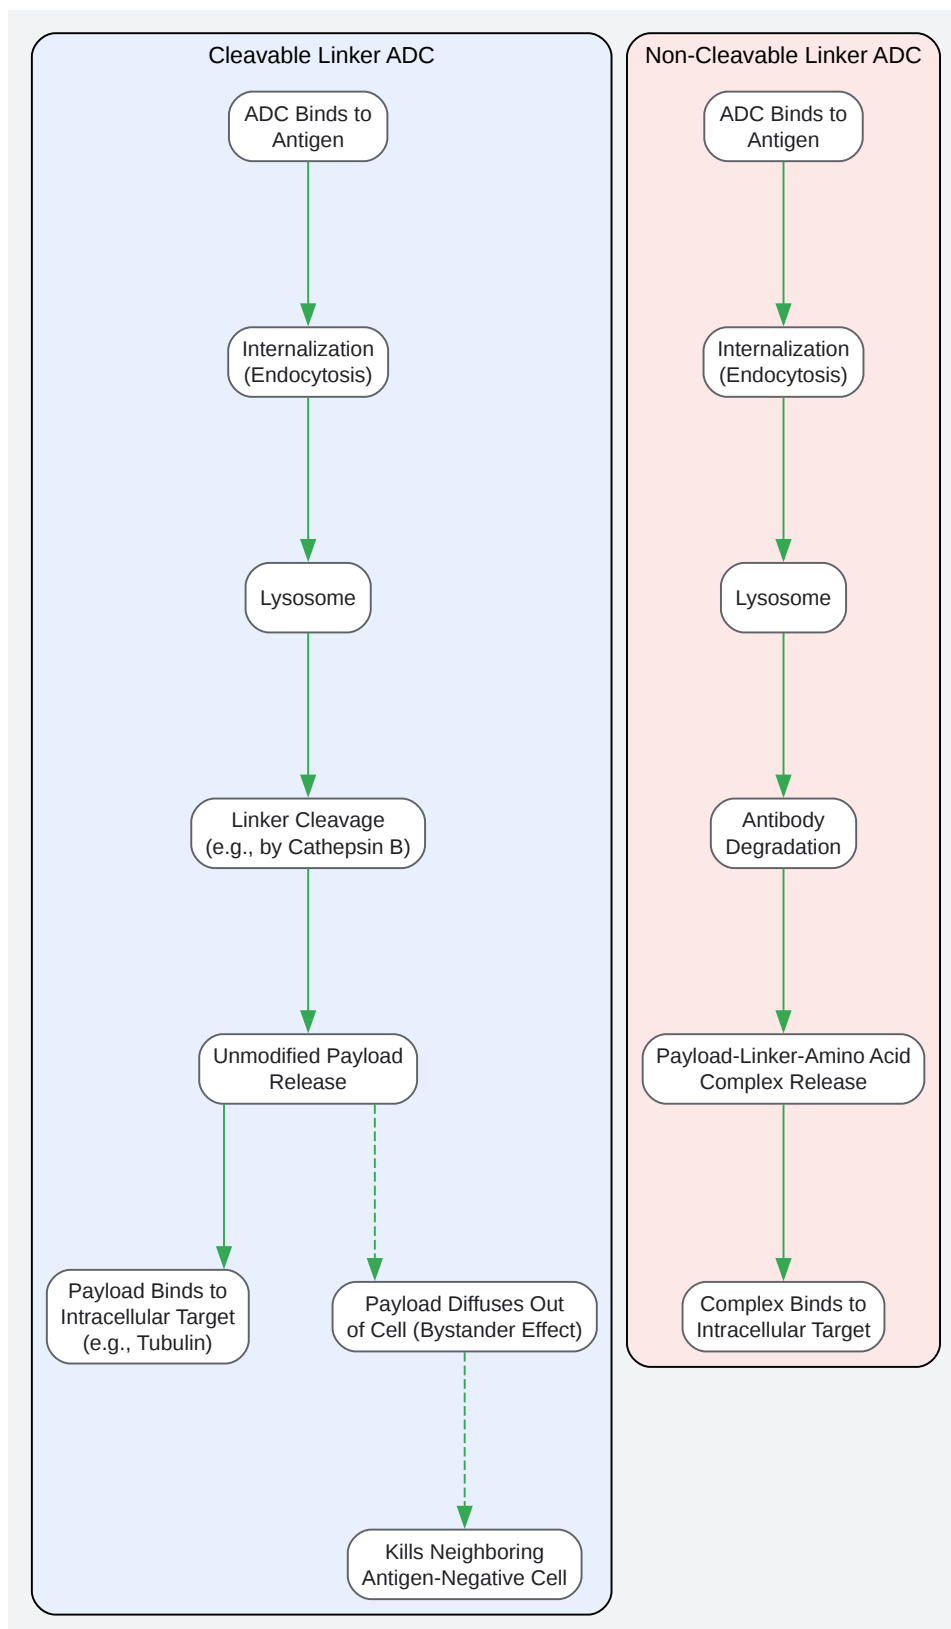 Cleavable Linker ADC
ADC Binds to
Antigen
Internalization
(Endocytosis)
Lysosome
Linker Cleavage
(e.g., by Cathepsin B)
Unmodified Payload
Release
Payload Binds to
Intracellular Target
(e.g., Tubulin)
Payload Diffuses Out
of Cell (Bystander Effect)
Kills Neighboring
Antigen-Negative Cell
Non-Cleavable Linker ADC
ADC Binds to
Antigen
Internalization
(Endocytosis)
Lysosome
Antibody
Degradation
Payload-Linker-Amino Acid
Complex Release
Complex Binds to
Intracellular Target